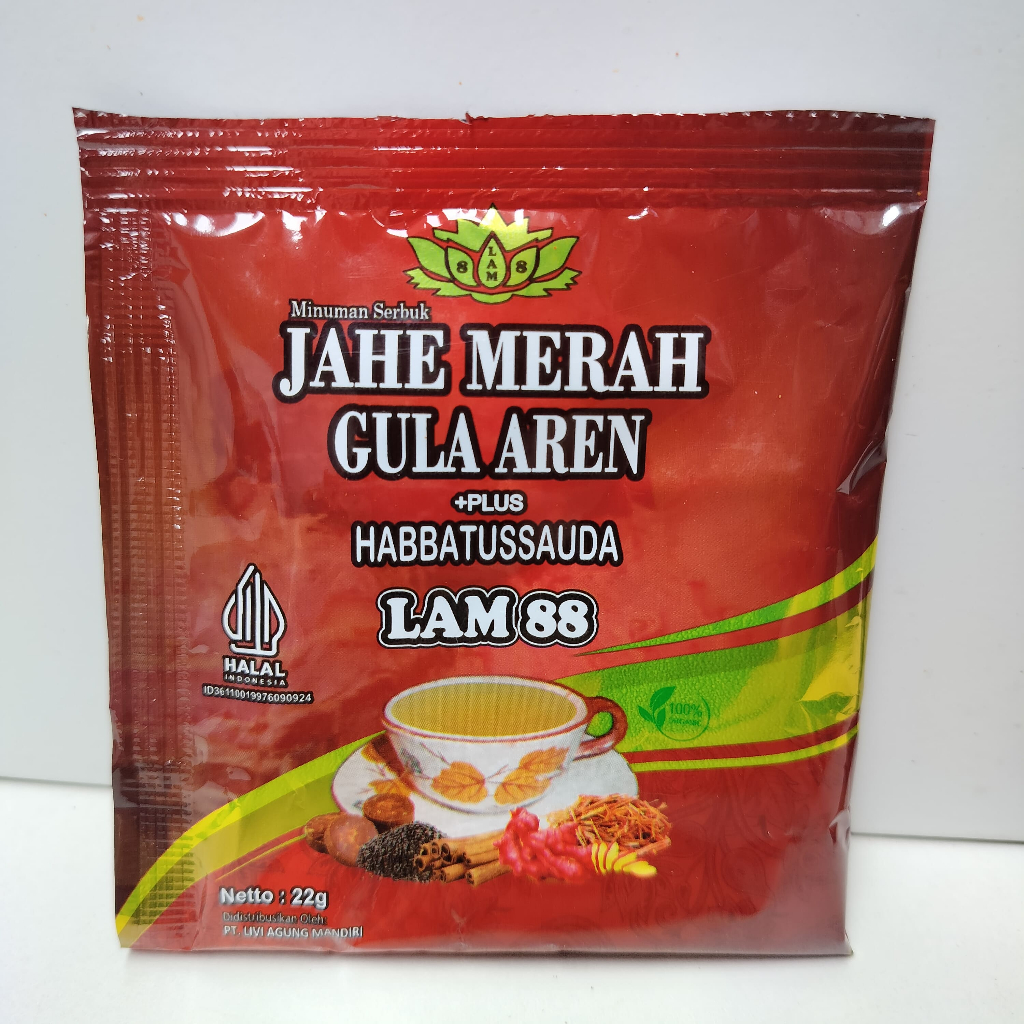 8 LAM 8
Minuman Serbuk
JAHE MERAH
GULA AREN
+PLUS
HABBATUSSAUDA
LAM 88
HALAL
INDONESIA
ID36110019976090924
100%
ORGANIC
Netto : 22g
Didistribusikan Oleh:
PT. LIVI AGUNG MANDIRI